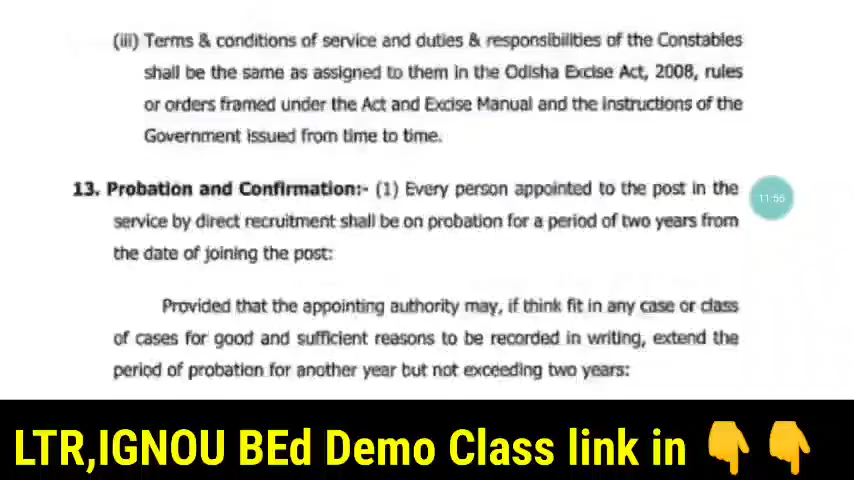 (iii) Terms & conditions of service and duties & responsibilities of the Constables
shall be the same as assigned to them in the Odisha Excise Act, 2008, rules
or orders framed under the Act and Excise Manual and the instructions of the
Government issued from time to time.
13. Probation and Confirmation:- (1) Every person appointed to the post in the
service by direct recruitment shall be on probation for a period of two years from
the date of joining the post:
11:56
Provided that the appointing authority may, if think fit in any case or class
of cases for good and sufficient reasons to be recorded in writing, extend the
period of probation for another year but not exceeding two years:
LTR,IGNOU BEd Demo Class link in 👇 👇